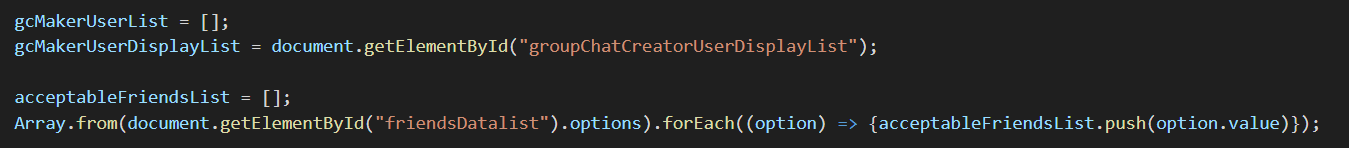 gcMakerUserList = [];
gcMakerUserDisplayList = document.getElementById("groupChatCreatorUserDisplayList");
acceptableFriendsList = [];
Array.from(document.getElementById("friendsDatalist").options).forEach((option) => {acceptableFriendsList.push(option.value)});